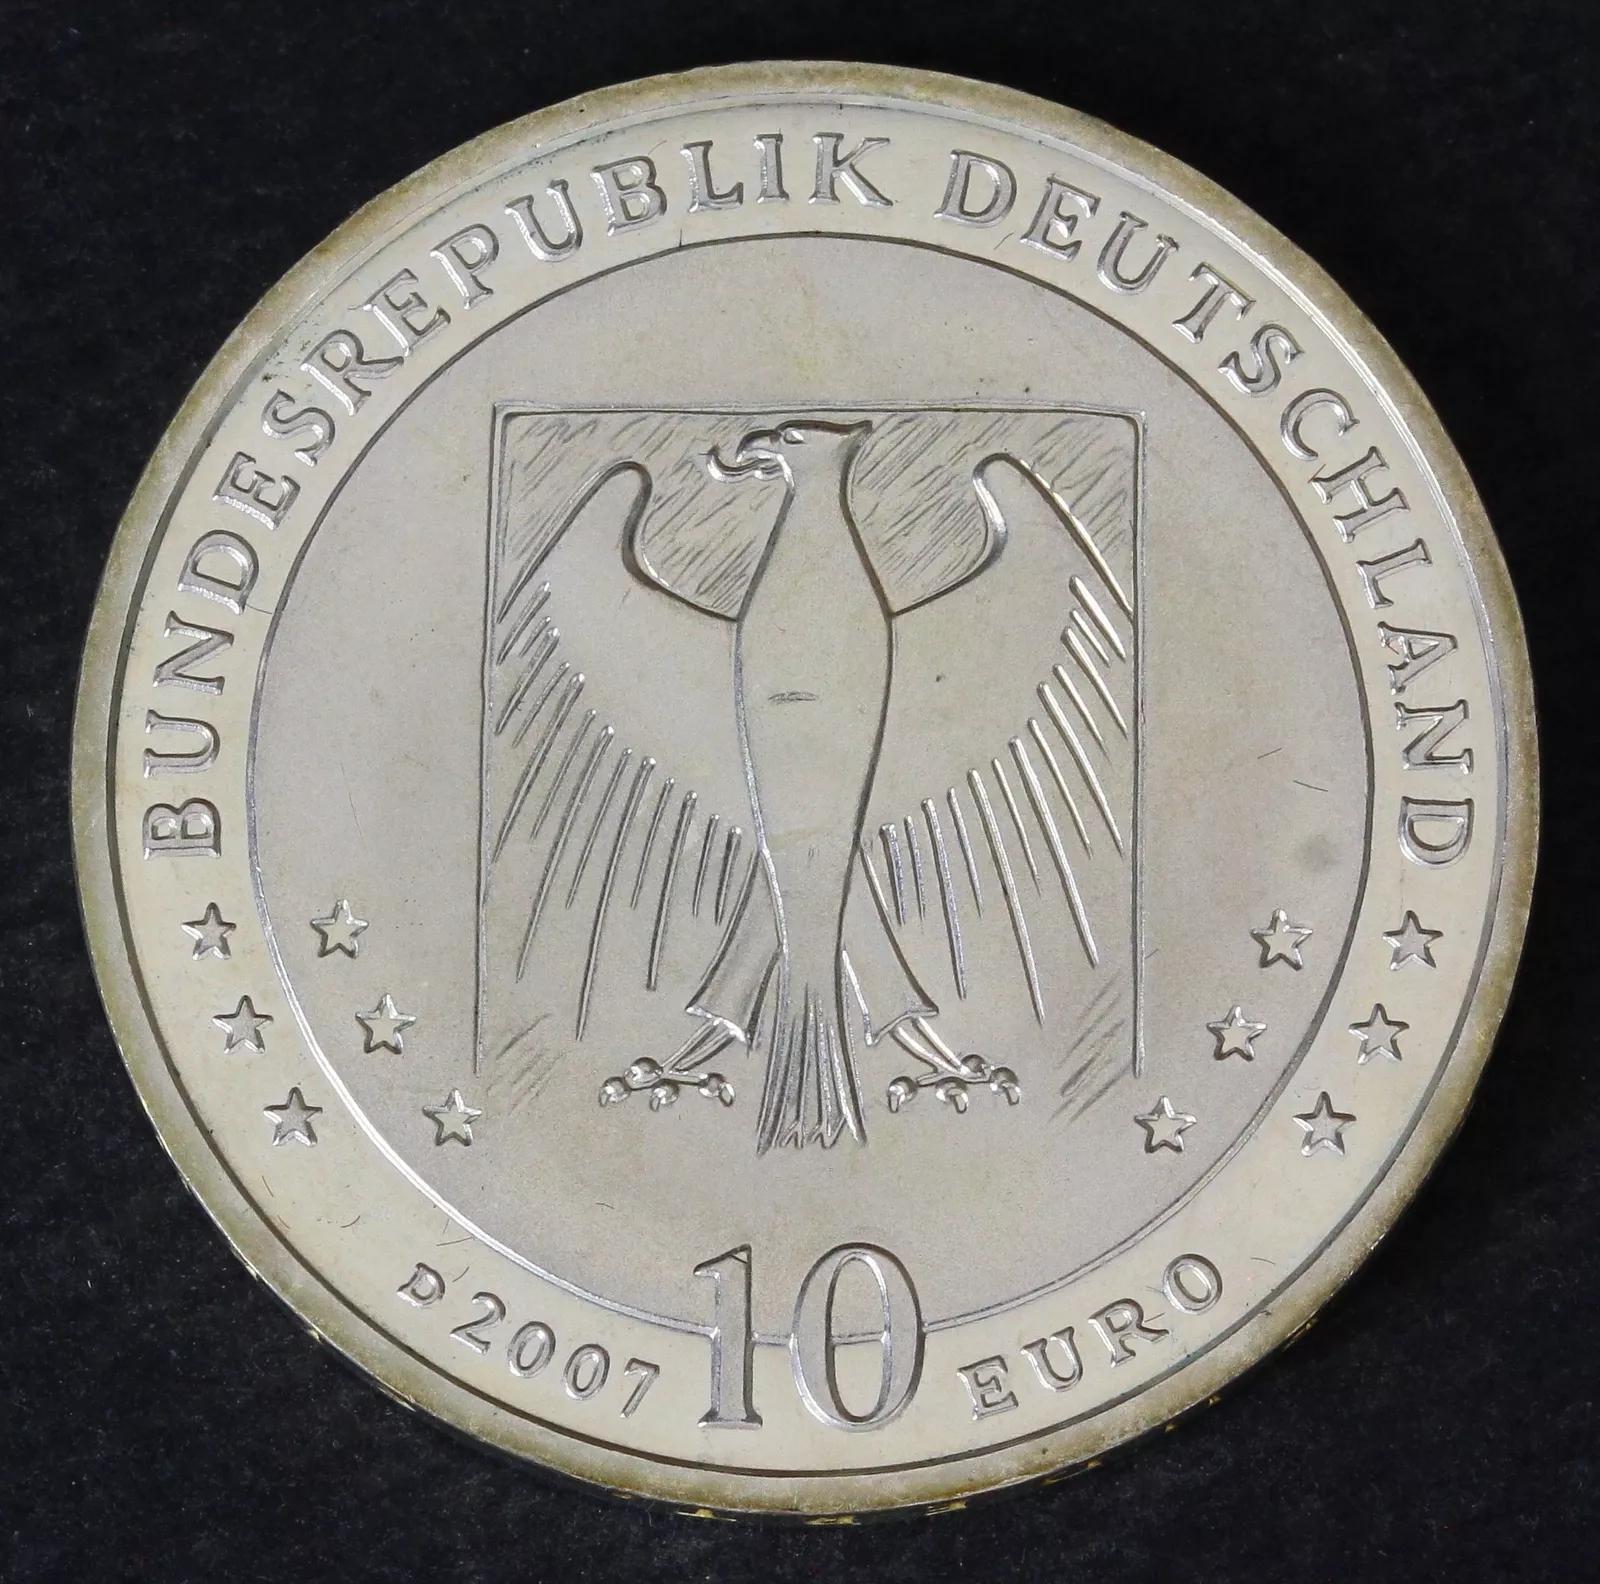 BUNDESREPUBLIK DEUTSCHLAND
D 2007 10 EURO